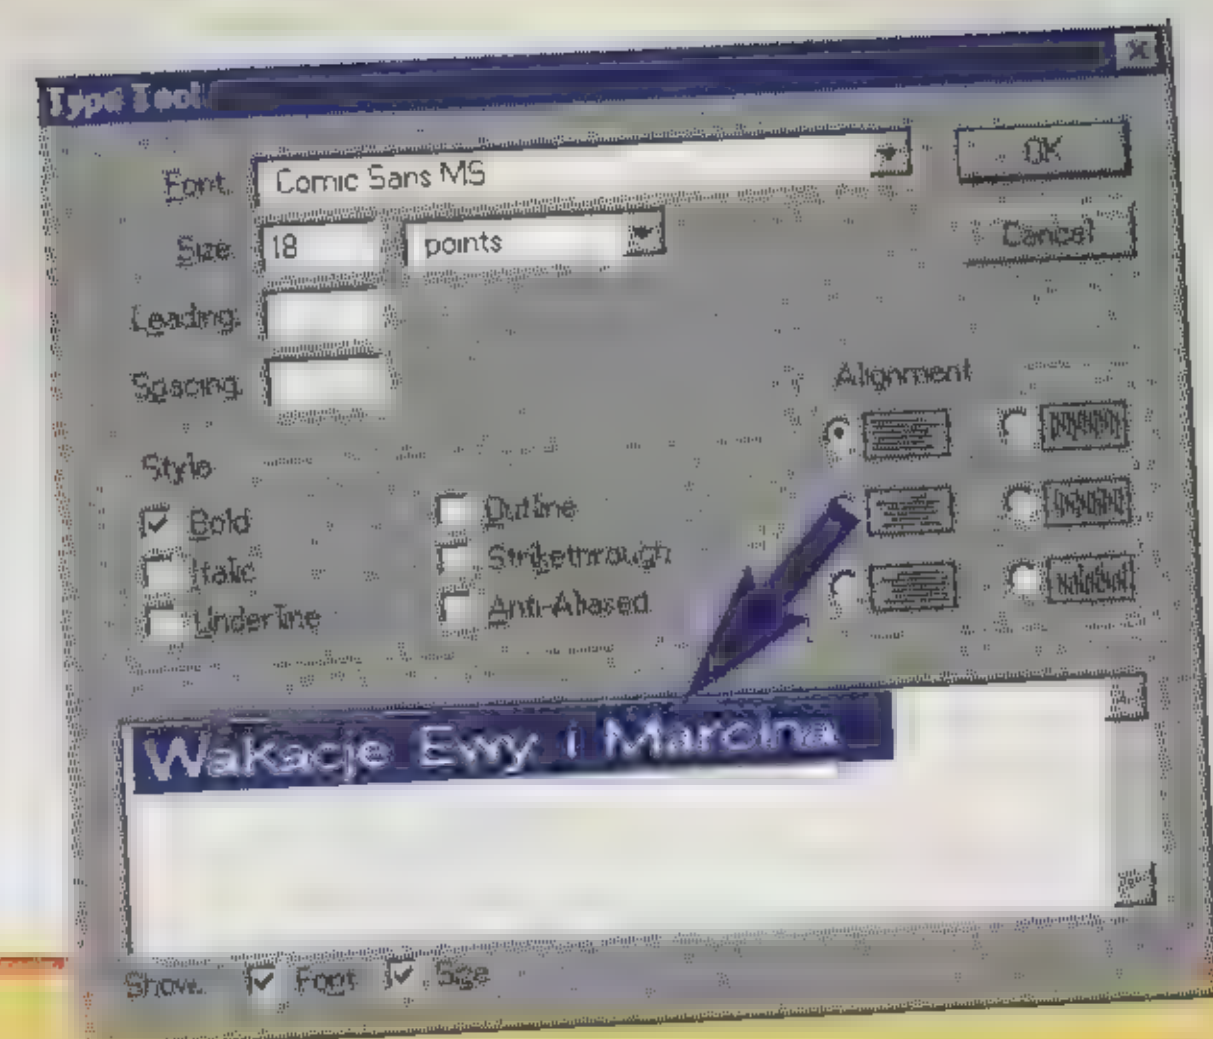 Type Tool
Font:
Comic Sans MS
OK
Size:
18
points
Cancel
Leading:
Spacing:
Alignment
Style
Bold
Outline
Italic
Strikethrough
Underline
Anti-Aliased
Wakacje Ewy i Marcina
Show:
Font
Size